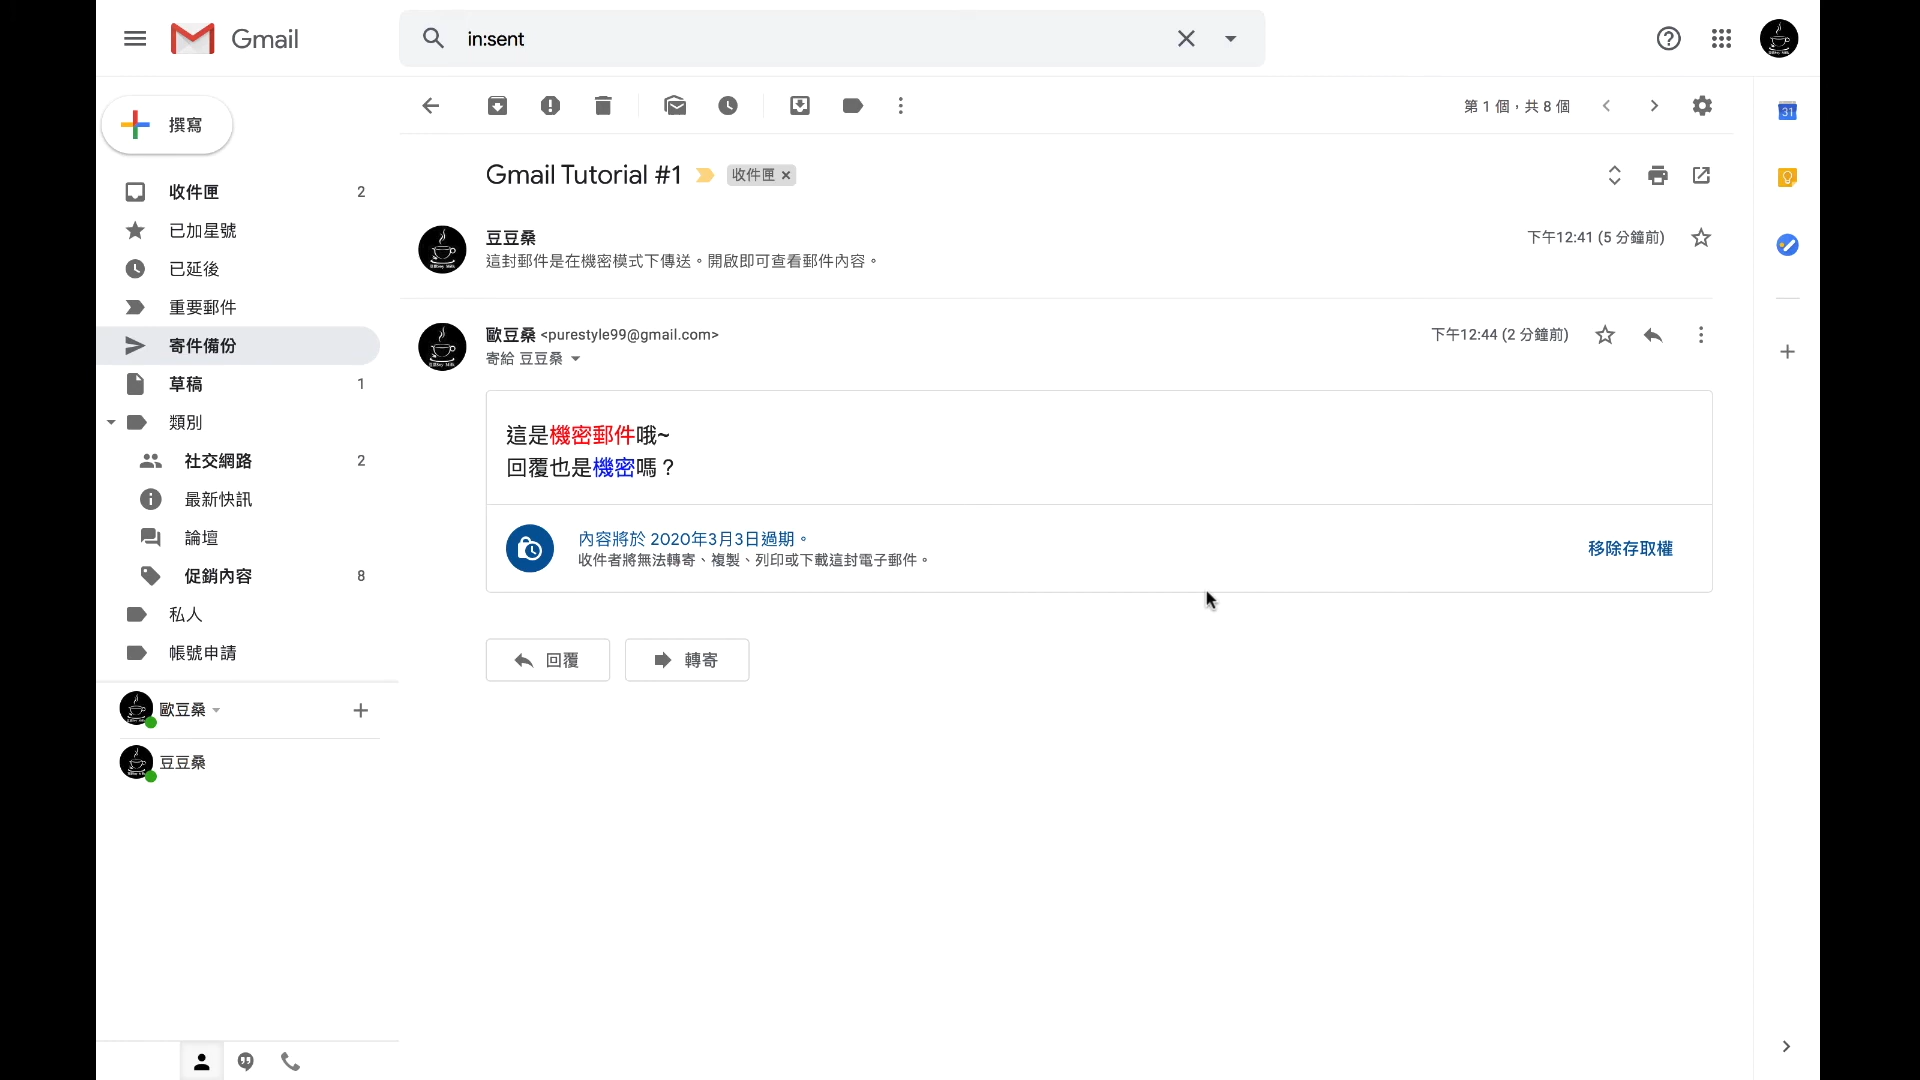 Gmail
in:sent
撰寫
第 1 個，共 8 個
31
收件匣 2
已加星號
已延後
重要郵件
寄件備份
草稿 1
類別
社交網路 2
最新快訊
論壇
促銷內容 8
私人
帳號申請
歐豆桑
豆豆桑
Gmail Tutorial #1 收件匣
豆豆桑 下午12:41 (5 分鐘前)
這封郵件是在機密模式下傳送。開啟即可查看郵件內容。
歐豆桑 <purestyle99@gmail.com> 下午12:44 (2 分鐘前)
寄給 豆豆桑
這是機密郵件哦~
回覆也是機密嗎？
內容將於 2020年3月3日過期。
收件者將無法轉寄、複製、列印或下載這封電子郵件。
移除存取權
回覆 轉寄